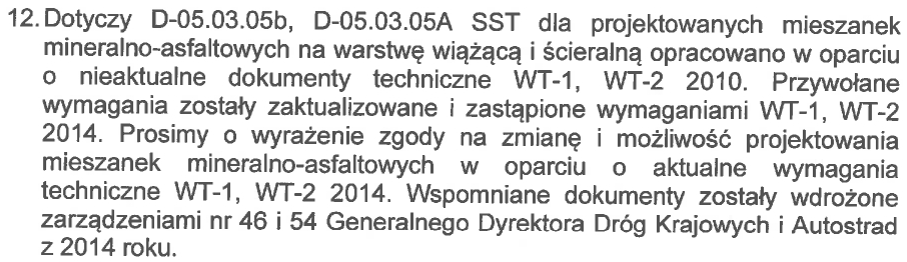 12. Dotyczy D-05.03.05b, D-05.03.05A SST dla projektowanych mieszanek
mineralno-asfaltowych na warstwę wiążącą i ścieralną opracowano w oparciu
o nieaktualne dokumenty techniczne WT-1, WT-2 2010. Przywołane
wymagania zostały zaktualizowane i zastąpione wymaganiami WT-1, WT-2
2014. Prosimy o wyrażenie zgody na zmianę i możliwość projektowania
mieszanek mineralno-asfaltowych w oparciu o aktualne wymagania
techniczne WT-1, WT-2 2014. Wspomniane dokumenty zostały wdrożone
zarządzeniami nr 46 i 54 Generalnego Dyrektora Dróg Krajowych i Autostrad
z 2014 roku.